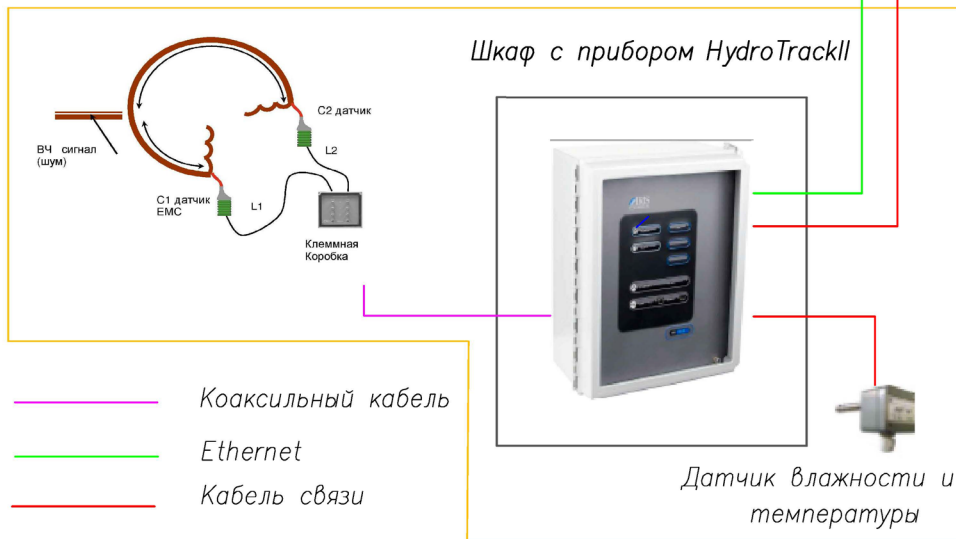 Шкаф с прибором HydroTrackII
С2 датчик
ВЧ сигнал
(шум)
L2
С1 датчик
EMC
L1
Клеммная
Коробка
Коаксильный кабель
Ethernet
Кабель связи
Датчик влажности и
температуры